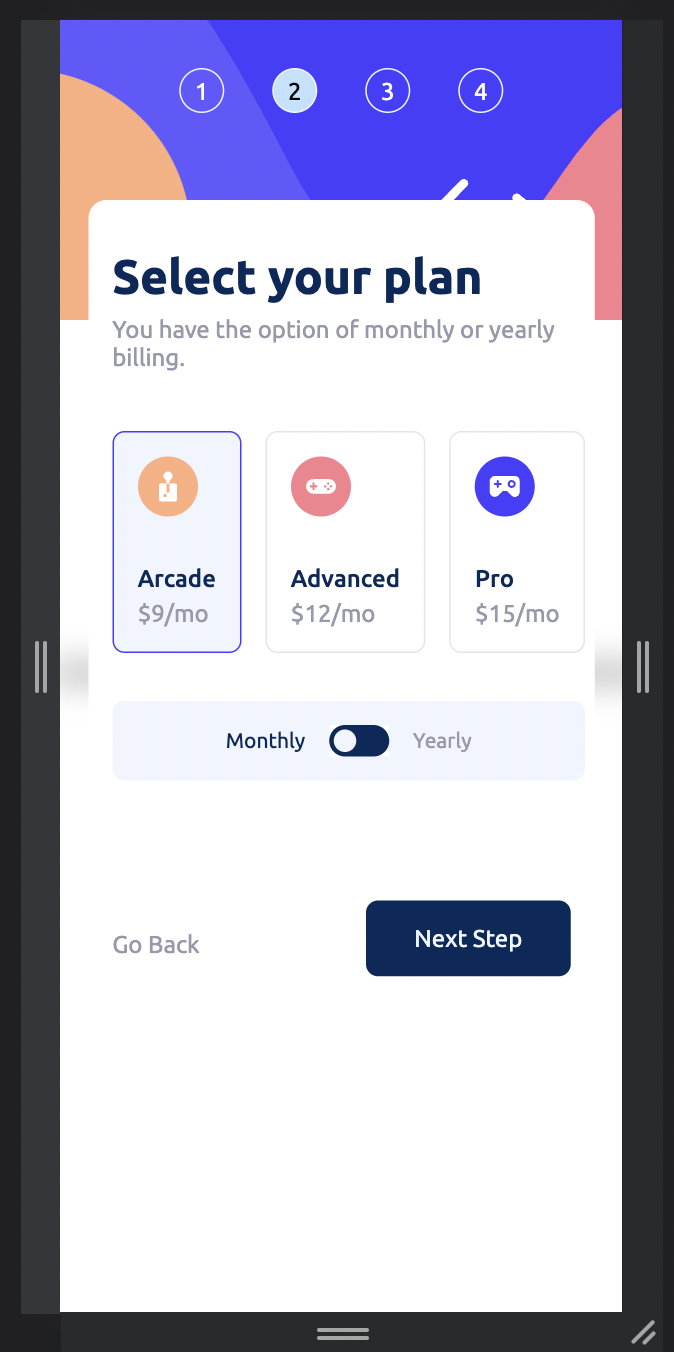 1 2 3 4
Select your plan
You have the option of monthly or yearly
billing.
Arcade Advanced Pro
$9/mo $12/mo $15/mo
Monthly Yearly
Go Back Next Step